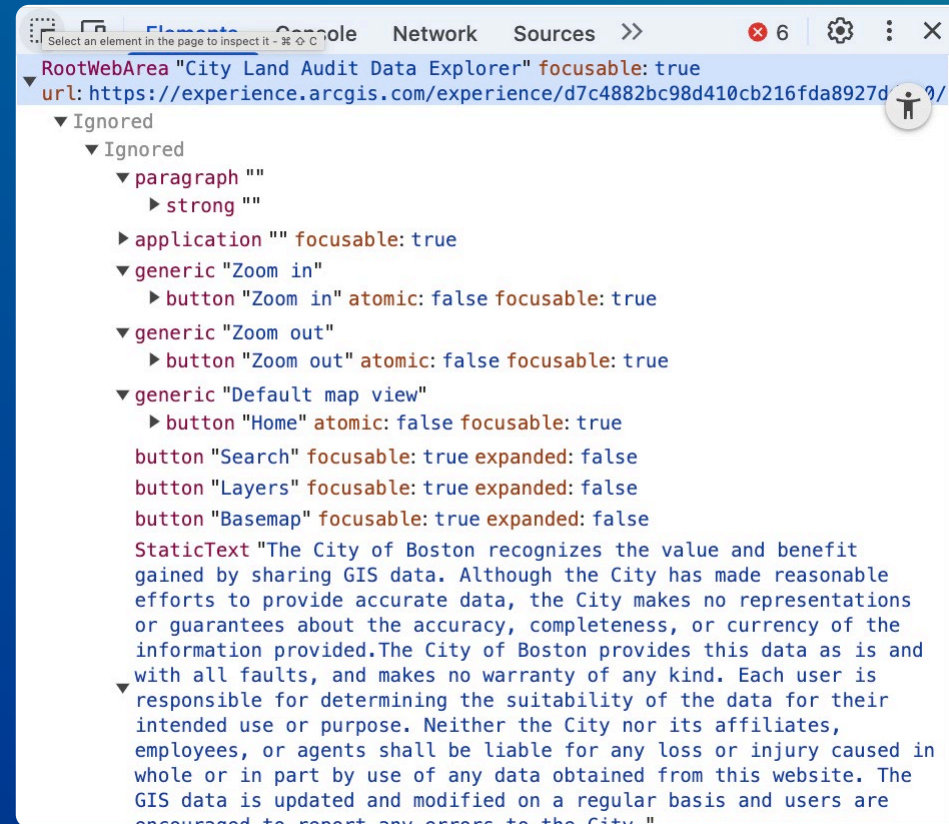 Console Network Sources 6
Select an element in the page to inspect it - ⌘ ⇧ C
RootWebArea "City Land Audit Data Explorer" focusable: true
url: https://experience.arcgis.com/experience/d7c4882bc98d410cb216fda8927d
Ignored
Ignored
paragraph ""
strong ""
application "" focusable: true
generic "Zoom in"
button "Zoom in" atomic: false focusable: true
generic "Zoom out"
button "Zoom out" atomic: false focusable: true
generic "Default map view"
button "Home" atomic: false focusable: true
button "Search" focusable: true expanded: false
button "Layers" focusable: true expanded: false
button "Basemap" focusable: true expanded: false
StaticText "The City of Boston recognizes the value and benefit
gained by sharing GIS data. Although the City has made reasonable
efforts to provide accurate data, the City makes no representations
or guarantees about the accuracy, completeness, or currency of the
information provided.The City of Boston provides this data as is and
with all faults, and makes no warranty of any kind. Each user is
responsible for determining the suitability of the data for their
intended use or purpose. Neither the City nor its affiliates,
employees, or agents shall be liable for any loss or injury caused in
whole or in part by use of any data obtained from this website. The
GIS data is updated and modified on a regular basis and users are
encouraged to report any errors to the City."